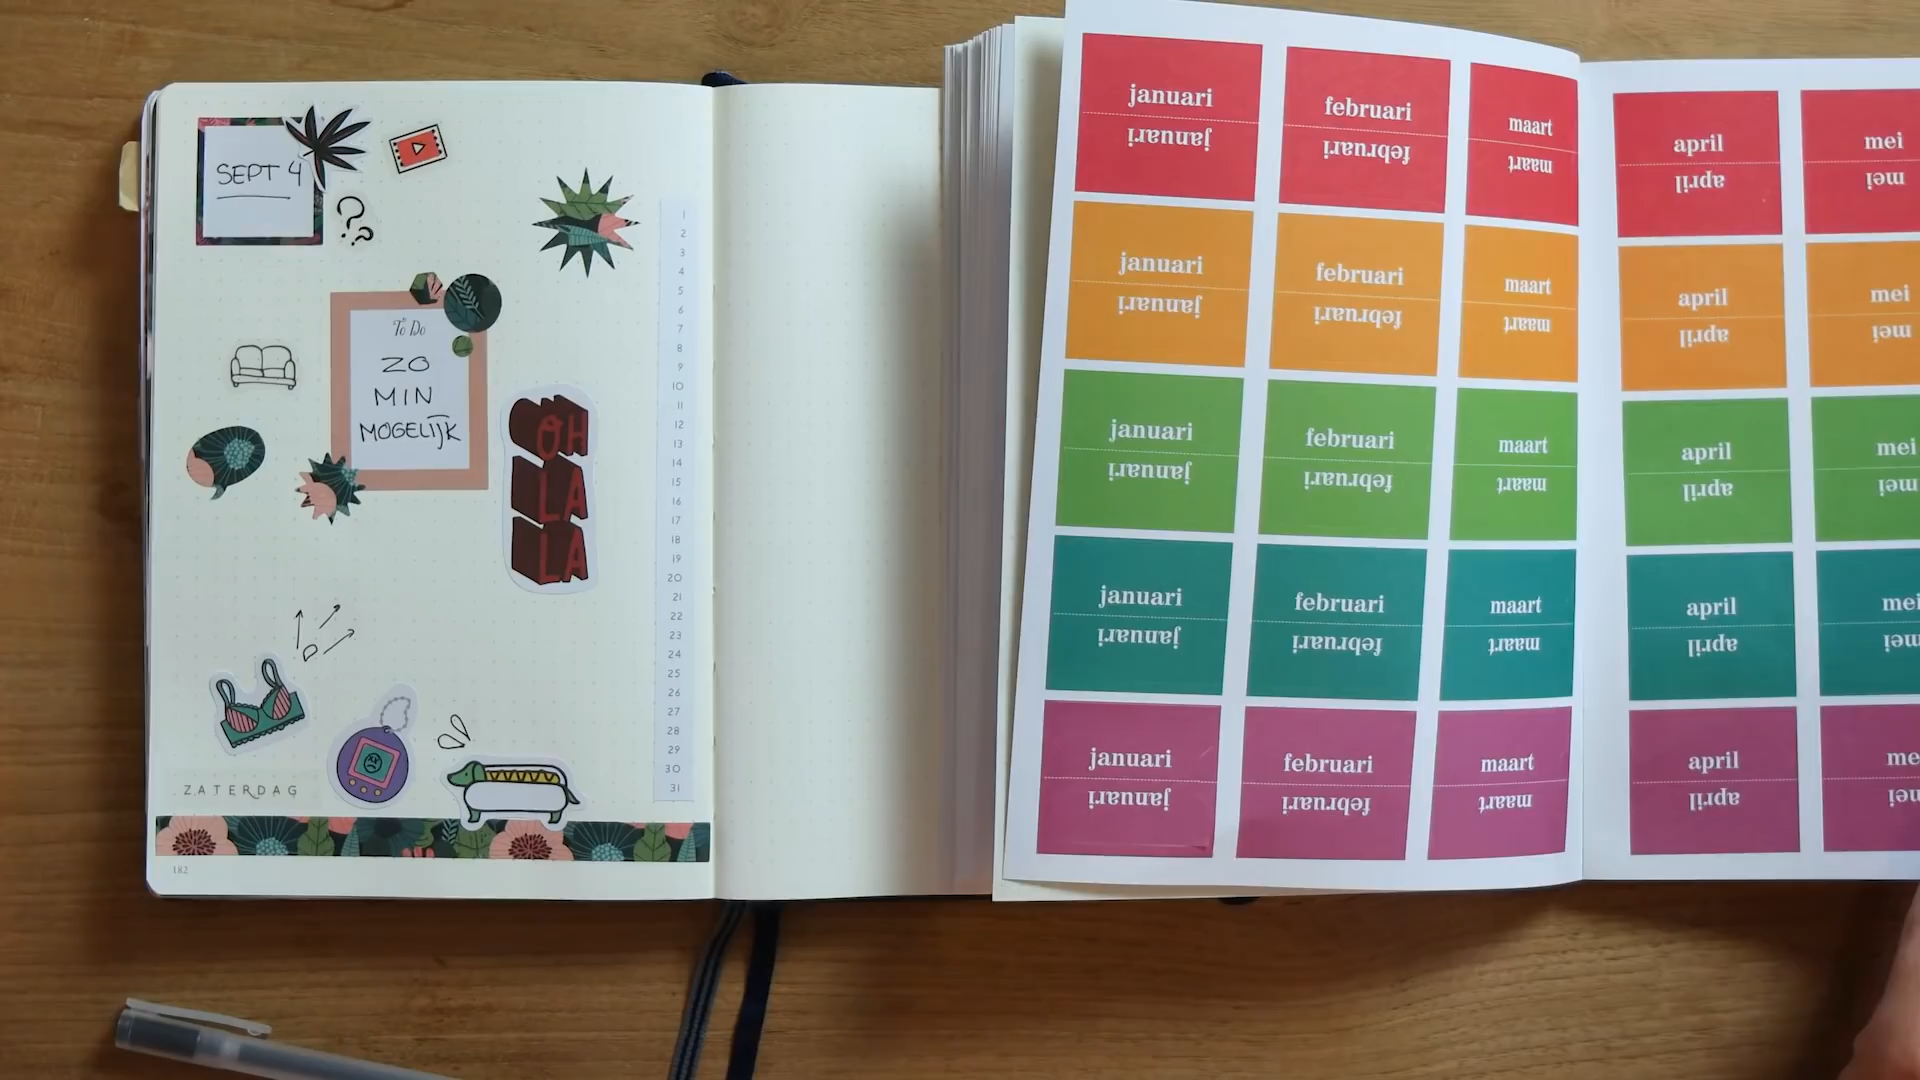 SEPT 4
??
To Do
ZO
MIN
MOGELIJK
OH
LA
LA
1
2
3
4
5
6
7
8
9
10
11
12
13
14
15
16
17
18
19
20
21
22
23
24
25
26
27
28
29
30
31
ZATERDAG
182
januari februari maart april mei
januari februari maart april mei
januari februari maart april mei
januari februari maart april mei
januari februari maart april mei
januari februari maart april mei
januari februari maart april mei
januari februari maart april mei
januari februari maart april
januari februari maart april